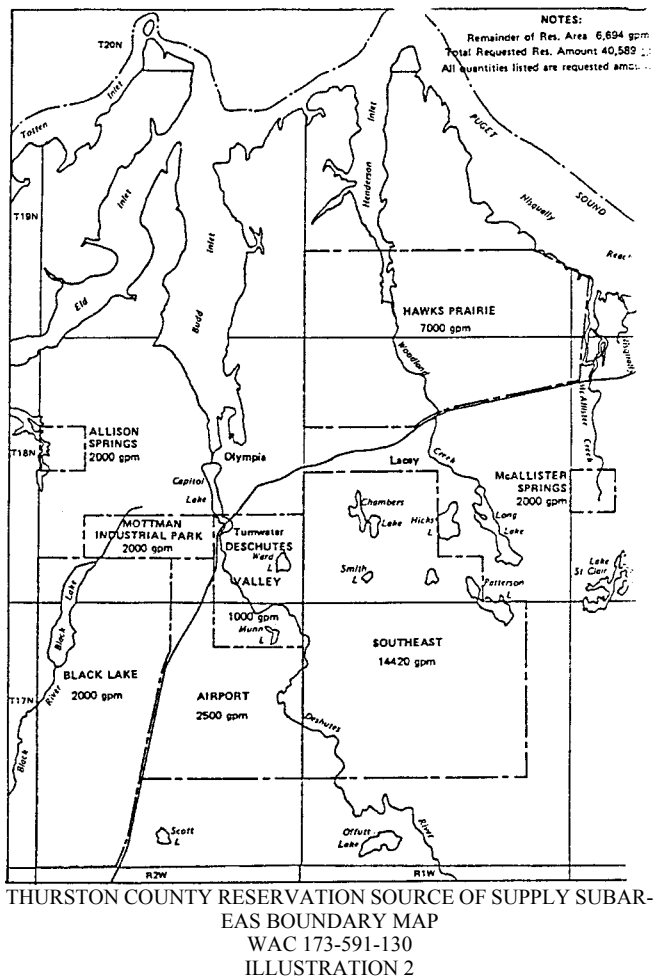 NOTES:
Remainder of Res. Area 6,694 gpm
Total Requested Res. Amount 40,589
All quantities listed are requested
T20N
Totten
Inlet
Inlet
Henderson
PUGET
SOUND
Nisqually
Reach
T19N
Inlet
Eld
Inlet
Budd
HAWKS PRAIRIE
7000 gpm
Woodland
Creek
McAllister
Creek
ALLISON
SPRINGS
2000 gpm
T18N
Olympia
Lacey
McALLISTER
SPRINGS
2000 gpm
Capitol
Lake
Chambers
Lake
Hicks
L
Long
Lake
MOTTMAN
INDUSTRIAL PARK
2000 gpm
Tumwater
DESCHUTES
Ward
L
VALLEY
1000 gpm
Munn
L
Smith
L
Patterson
L
Lake
St Clair
Black
Lake
SOUTHEAST
14420 gpm
BLACK LAKE
2000 gpm
AIRPORT
2500 gpm
T17N
Black
River
Deschutes
River
Scott
L
Offutt
Lake
R2W
R1W
THURSTON COUNTY RESERVATION SOURCE OF SUPPLY SUBAR-
EAS BOUNDARY MAP
WAC 173-591-130
ILLUSTRATION 2